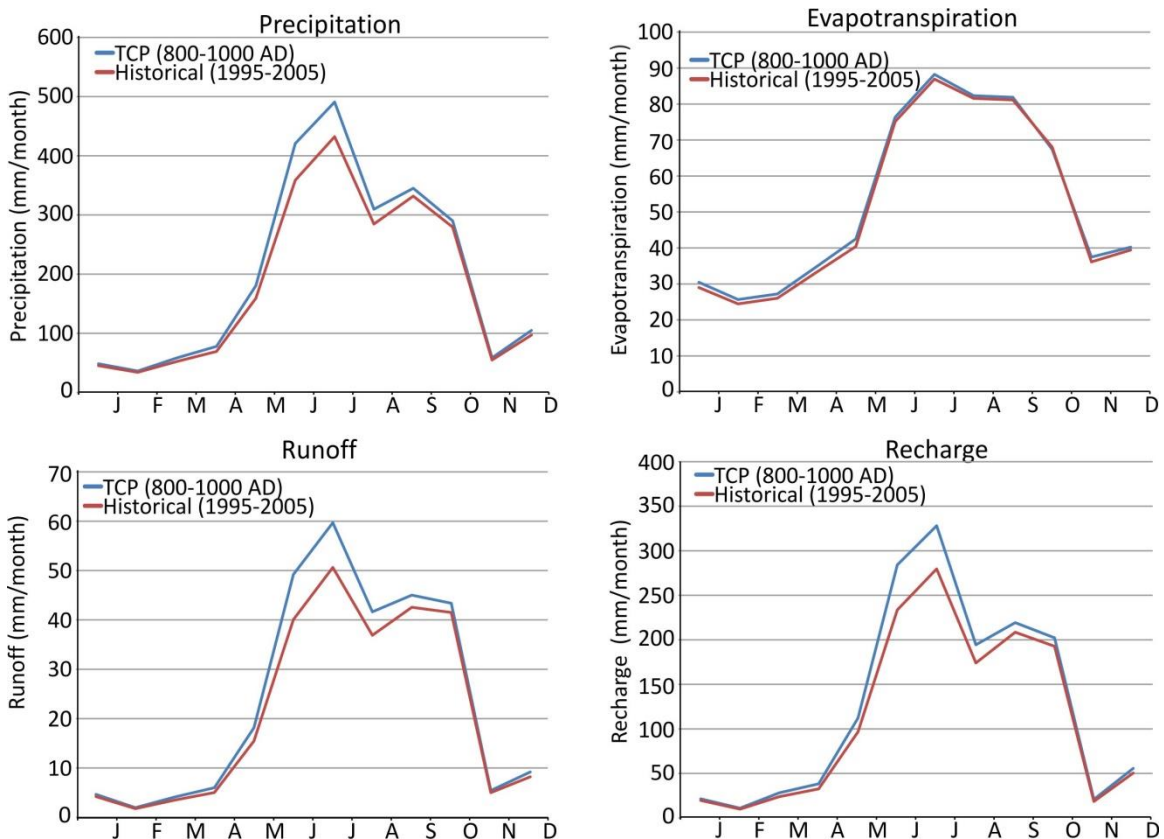 Precipitation
600
500
400
300
200
100
0
Precipitation (mm/month)
TCP (800-1000 AD)
Historical (1995-2005)
J F M A M J J A S O N D
Evapotranspiration
100
90
80
70
60
50
40
30
20
10
0
Evapotranspiration (mm/month)
TCP (800-1000 AD)
Historical (1995-2005)
J F M A M J J A S O N D
Runoff
70
60
50
40
30
20
10
0
Runoff (mm/month)
TCP (800-1000 AD)
Historical (1995-2005)
J F M A M J J A S O N D
Recharge
400
350
300
250
200
150
100
50
0
Recharge (mm/month)
TCP (800-1000 AD)
Historical (1995-2005)
J F M A M J J A S O N D